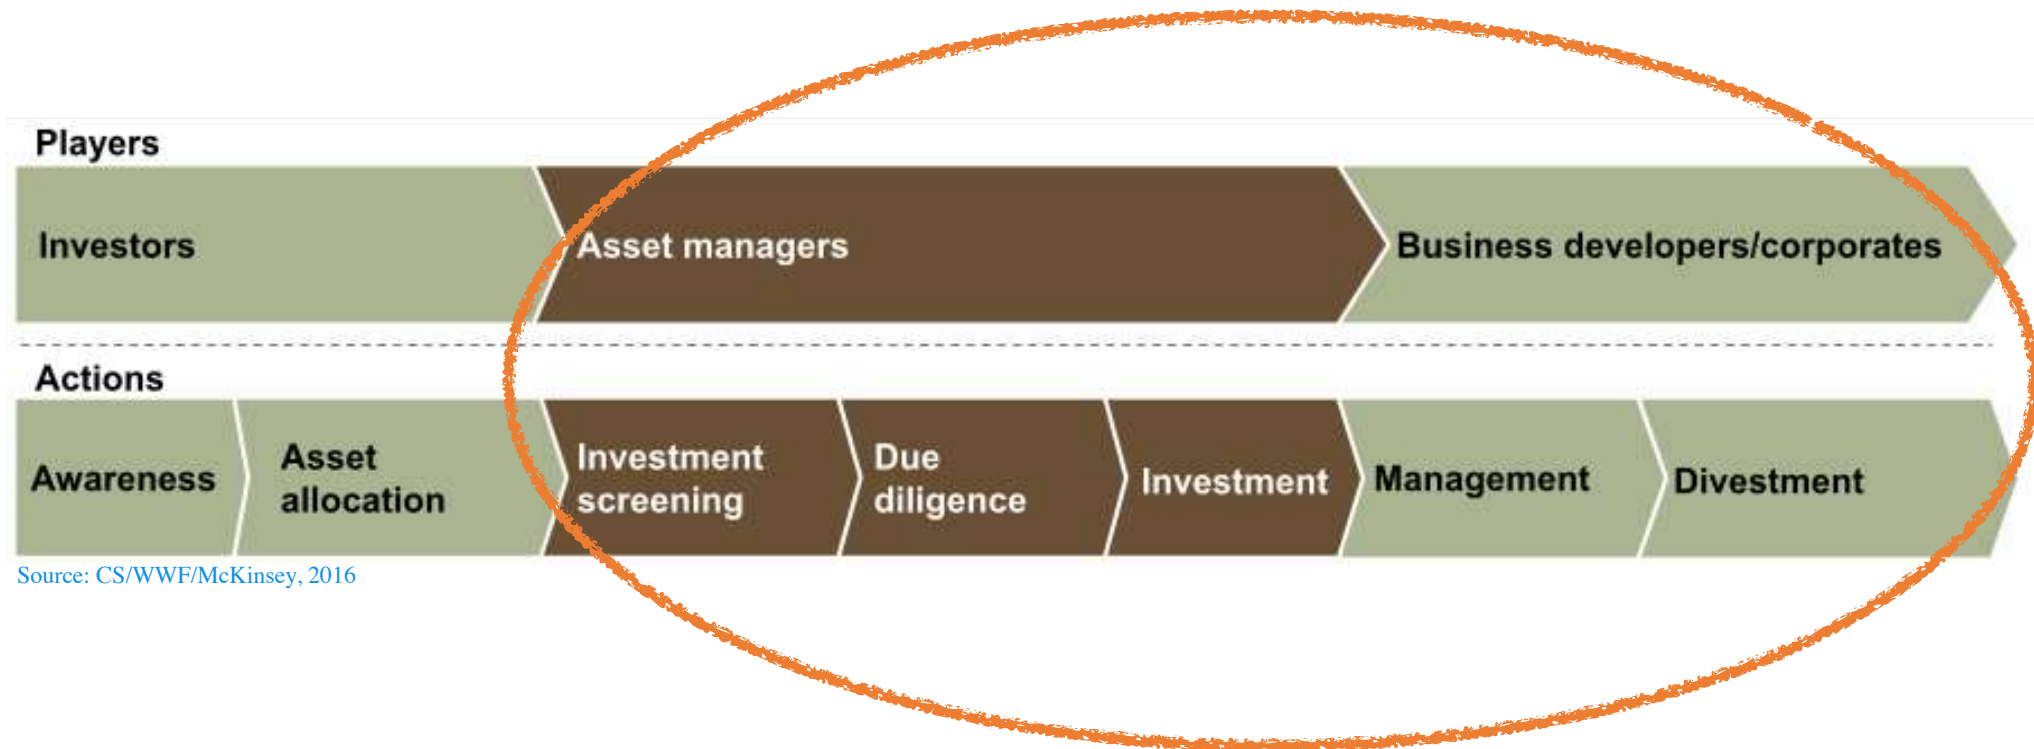 Players
Investors
Asset managers
Business developers/corporates
Actions
Awareness
Asset
allocation
Investment
screening
Due
diligence
Investment
Management
Divestment
Source: CS/WWF/McKinsey, 2016